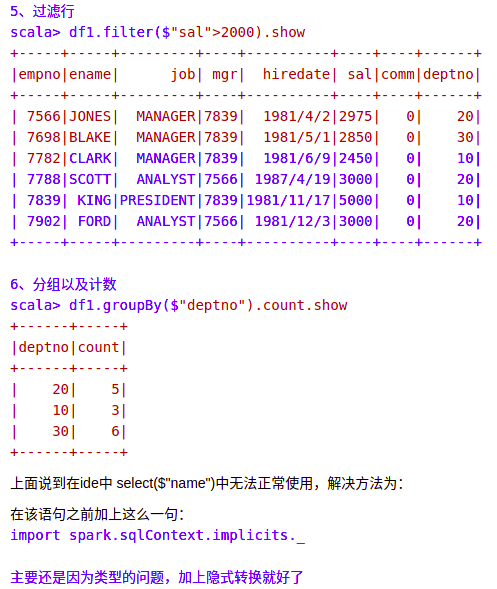 5、过滤行
scala> df1.filter($"sal">2000).show
+-----+-----+---------+----+----------+----+----+------+
|empno|ename|      job| mgr|  hiredate| sal|comm|deptno|
+-----+-----+---------+----+----------+----+----+------+
| 7566|JONES|  MANAGER|7839|  1981/4/2|2975|   0|    20|
| 7698|BLAKE|  MANAGER|7839|  1981/5/1|2850|   0|    30|
| 7782|CLARK|  MANAGER|7839|  1981/6/9|2450|   0|    10|
| 7788|SCOTT|  ANALYST|7566| 1987/4/19|3000|   0|    20|
| 7839| KING|PRESIDENT|7839|1981/11/17|5000|   0|    10|
| 7902| FORD|  ANALYST|7566| 1981/12/3|3000|   0|    20|
+-----+-----+---------+----+----------+----+----+------+
6、分组以及计数
scala> df1.groupBy($"deptno").count.show
+------+-----+
|deptno|count|
+------+-----+
|    20|    5|
|    10|    3|
|    30|    6|
+------+-----+
上面说到在ide中 select($"name")中无法正常使用，解决方法为：
在该语句之前加上这么一句：
import spark.sqlContext.implicits._
主要还是因为类型的问题，加上隐式转换就好了